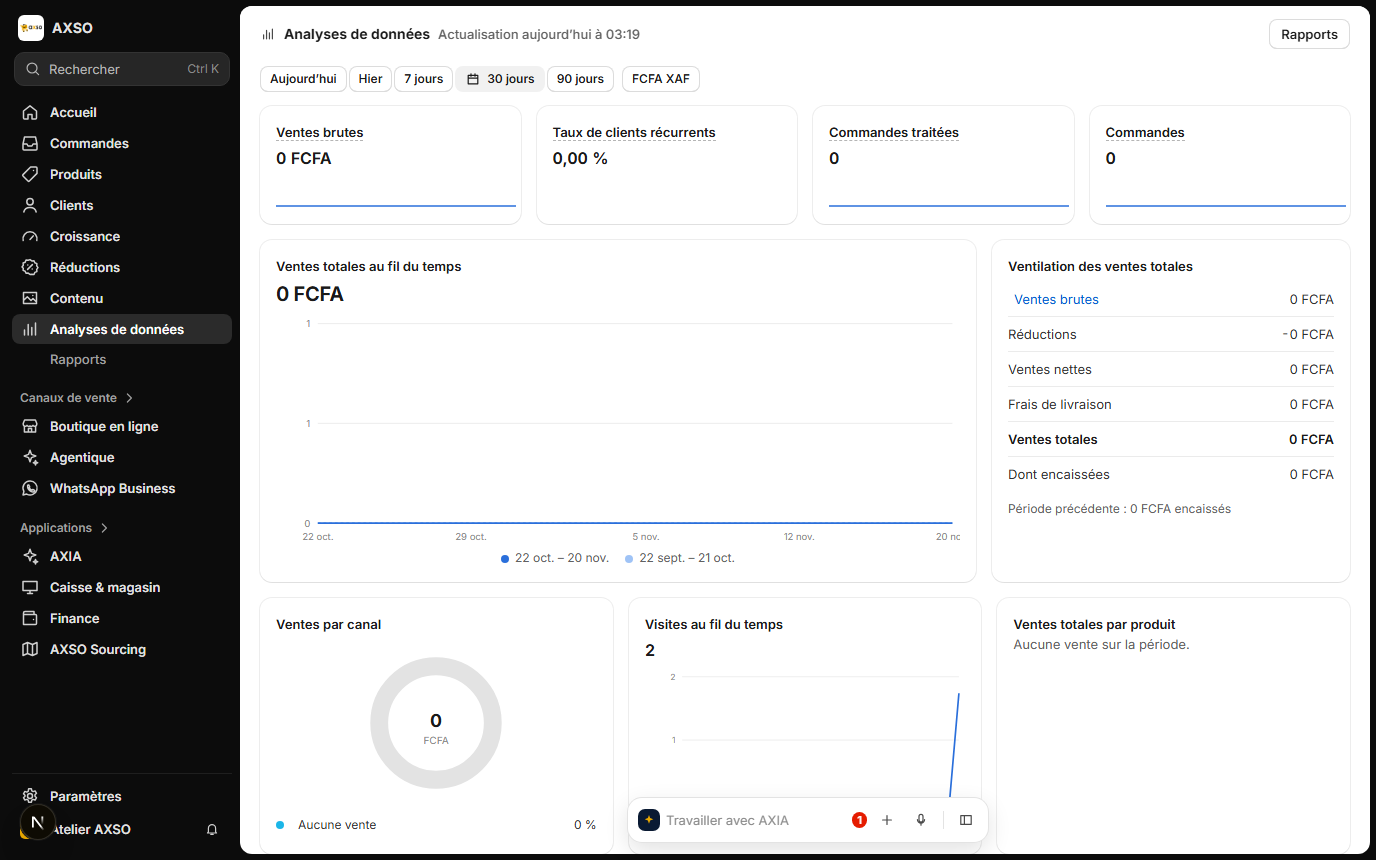 AXSO
Rechercher Ctrl K
Accueil
Commandes
Produits
Clients
Croissance
Réductions
Contenu
Analyses de données
Rapports
Canaux de vente
Boutique en ligne
Agentique
WhatsApp Business
Applications
AXIA
Caisse & magasin
Finance
AXSO Sourcing
Paramètres
N
telier AXSO
Analyses de données Actualisation aujourd’hui à 03:19
Rapports
Aujourd’hui Hier 7 jours 30 jours 90 jours FCFA XAF
Ventes brutes
0 FCFA
Taux de clients récurrents
0,00 %
Commandes traitées
0
Commandes
0
Ventes totales au fil du temps
0 FCFA
1
1
0
22 oct. 29 oct. 5 nov. 12 nov. 20 nc
22 oct. – 20 nov. 22 sept. – 21 oct.
Ventilation des ventes totales
Ventes brutes 0 FCFA
Réductions -0 FCFA
Ventes nettes 0 FCFA
Frais de livraison 0 FCFA
Ventes totales 0 FCFA
Dont encaissées 0 FCFA
Période précédente : 0 FCFA encaissés
Ventes par canal
0
FCFA
Aucune vente 0 %
Visites au fil du temps
2
2
1
Ventes totales par produit
Aucune vente sur la période.
Travailler avec AXIA 1